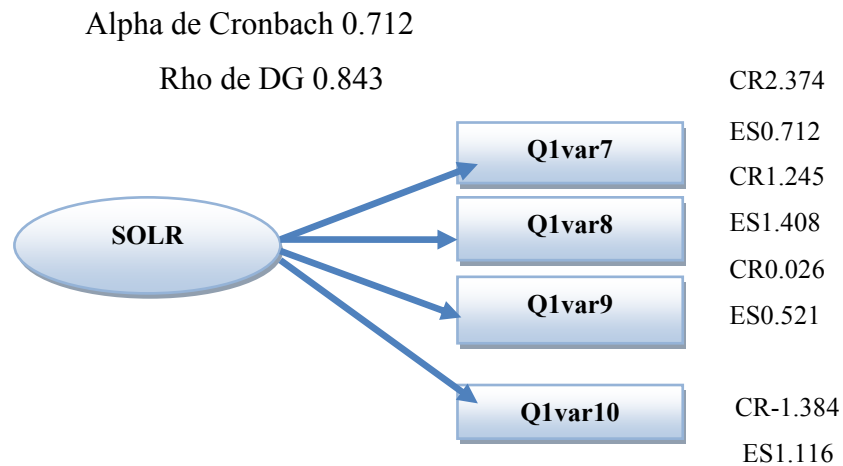 Alpha de Cronbach 0.712
Rho de DG 0.843
CR2.374
ES0.712
Q1var7
CR1.245
SOLR
Q1var8
ES1.408
CR0.026
Q1var9
ES0.521
Q1var10
CR-1.384
ES1.116